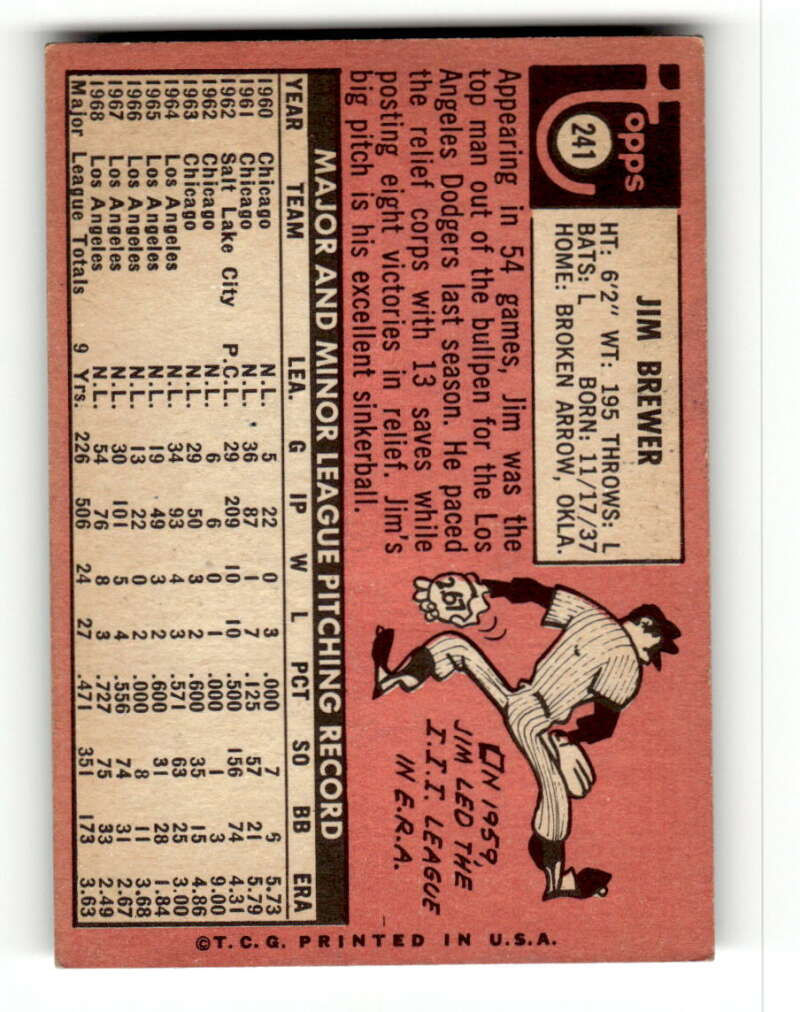 Topps
241
JIM BREWER
HT: 6'2" WT: 195 THROWS: L
BATS: L BORN: 11/17/37
HOME: BROKEN ARROW, OKLA.
Appearing in 54 games, Jim was the
top man out of the bullpen for the Los
Angeles Dodgers last season. He paced
the relief corps with 13 saves while
posting eight victories in relief. Jim's
big pitch is his excellent sinkerball.
2.67
ON 1959,
JIM LED THE
I.I.I. LEAGUE
IN E.R.A.
MAJOR AND MINOR LEAGUE PITCHING RECORD
YEAR TEAM LEA. G IP W L PCT SO BB ERA
1960 Chicago N.L. 5 22 0 3 .000 7 6 5.73
1961 Chicago N.L. 36 87 1 7 .125 57 21 5.79
1962 Salt Lake City P.C.L. 29 209 10 10 .500 156 74 4.31
1962 Chicago N.L. 6 6 0 1 .000 1 3 9.00
1963 Chicago N.L. 29 50 3 2 .600 35 15 4.86
1964 Los Angeles N.L. 34 93 4 3 .571 63 25 3.00
1965 Los Angeles N.L. 19 49 3 2 .600 31 28 1.84
1966 Los Angeles N.L. 13 22 0 2 .000 8 11 3.68
1967 Los Angeles N.L. 30 101 5 4 .556 74 31 2.67
1968 Los Angeles N.L. 54 76 8 3 .727 75 33 2.49
Major League Totals 9 Yrs. 226 506 24 27 .471 351 173 3.63
©T.C.G. PRINTED IN U.S.A.